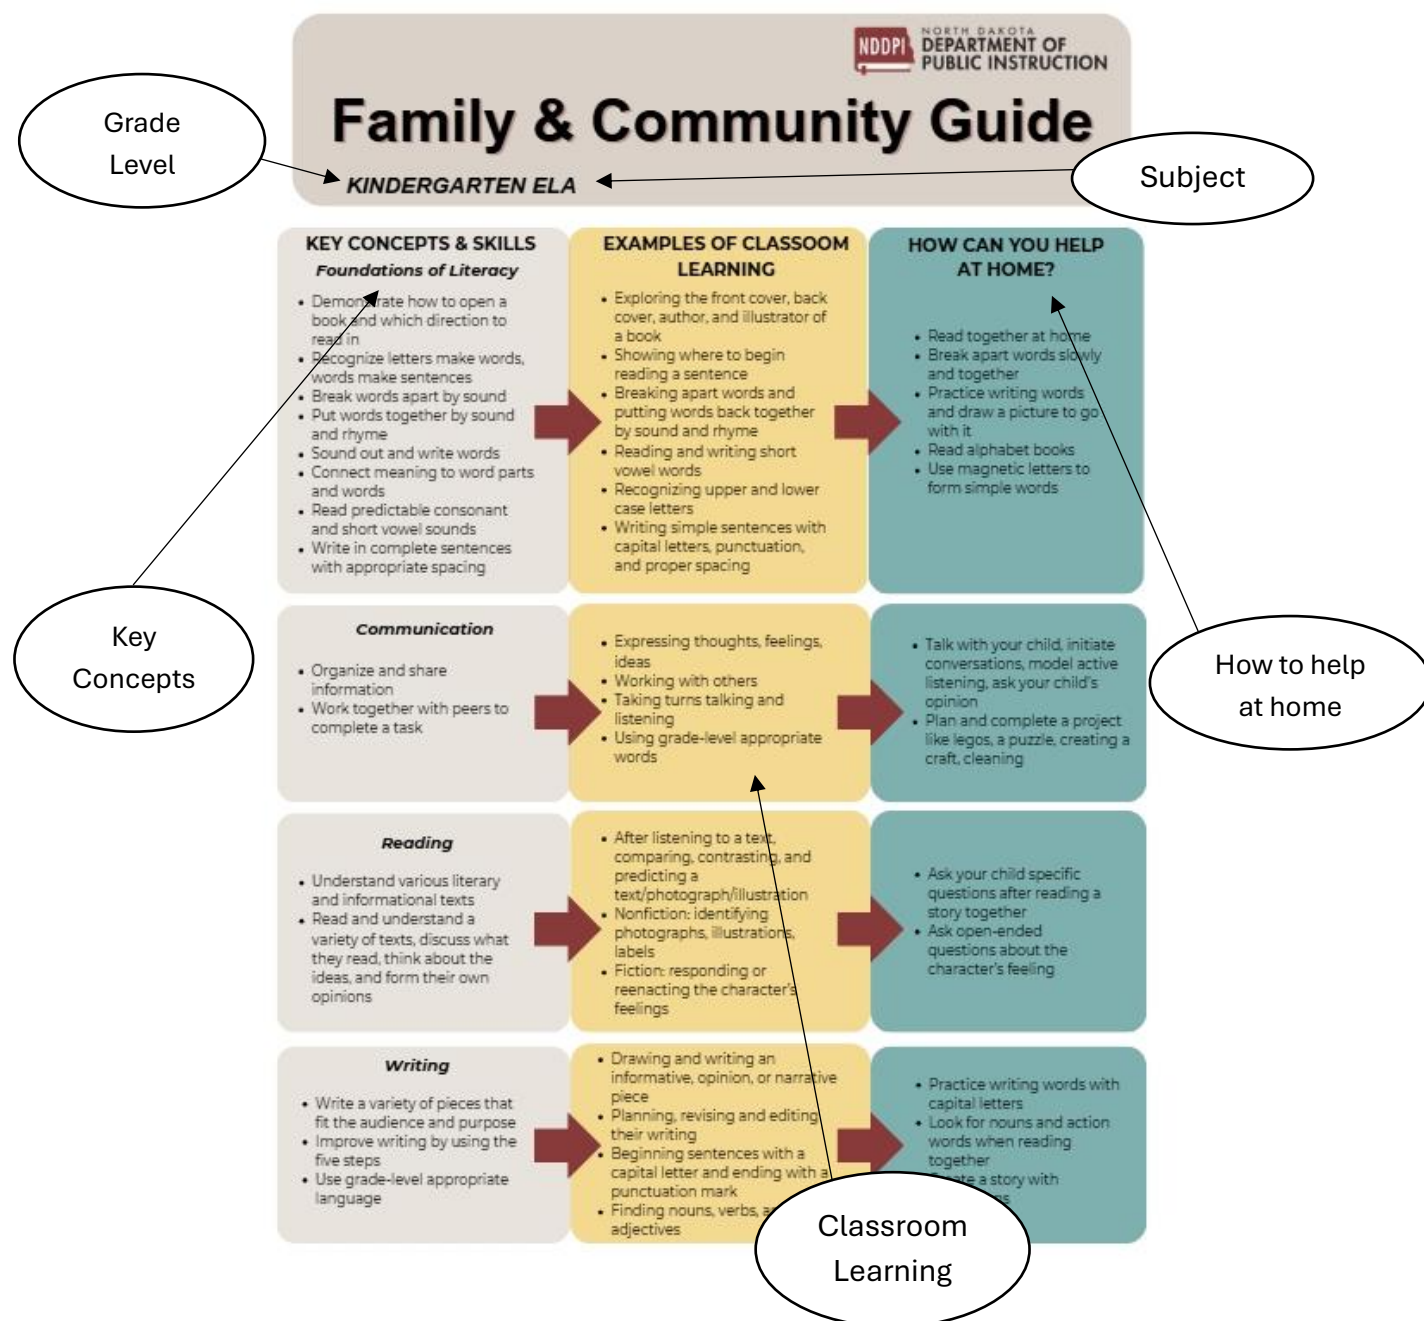 NDDPI
NORTH DAKOTA
DEPARTMENT OF
PUBLIC INSTRUCTION
Family & Community Guide
KINDERGARTEN ELA
Grade
Level
Subject
KEY CONCEPTS & SKILLS
Foundations of Literacy
• Demonstrate how to open a
book and which direction to
read in
• Recognize letters make words,
words make sentences
• Break words apart by sound
• Put words together by sound
and rhyme
• Sound out and write words
• Connect meaning to word parts
and words
• Read predictable consonant
and short vowel sounds
• Write in complete sentences
with appropriate spacing
EXAMPLES OF CLASSOOM
LEARNING
• Exploring the front cover, back
cover, author, and illustrator of
a book
• Showing where to begin
reading a sentence
• Breaking apart words and
putting words back together
by sound and rhyme
• Reading and writing short
vowel words
• Recognizing upper and lower
case letters
• Writing simple sentences with
capital letters, punctuation,
and proper spacing
HOW CAN YOU HELP
AT HOME?
• Read together at home
• Break apart words slowly
and together
• Practice writing words
and draw a picture to go
with it
• Read alphabet books
• Use magnetic letters to
form simple words
Key
Concepts
How to help
at home
Communication
• Organize and share
information
• Work together with peers to
complete a task
• Expressing thoughts, feelings,
ideas
• Working with others
• Taking turns talking and
listening
• Using grade-level appropriate
words
• Talk with your child, initiate
conversations, model active
listening, ask your child's
opinion
• Plan and complete a project
like legos, a puzzle, creating a
craft, cleaning
Reading
• Understand various literary
and informational texts
• Read and understand a
variety of texts, discuss what
they read, think about the
ideas, and form their own
opinions
• After listening to a text,
comparing, contrasting, and
predicting a
text/photograph/illustration
• Nonfiction: identifying
photographs, illustrations,
labels
• Fiction: responding or
reenacting the character's
feelings
• Ask your child specific
questions after reading a
story together
• Ask open-ended
questions about the
character's feeling
Writing
• Write a variety of pieces that
fit the audience and purpose
• Improve writing by using the
five steps
• Use grade-level appropriate
language
• Drawing and writing an
informative, opinion, or narrative
piece
• Planning, revising and editing
their writing
• Beginning sentences with a
capital letter and ending with a
punctuation mark
• Finding nouns, verbs,
adjectives
• Practice writing words with
capital letters
• Look for nouns and action
words when reading
together
a story with
Classroom
Learning